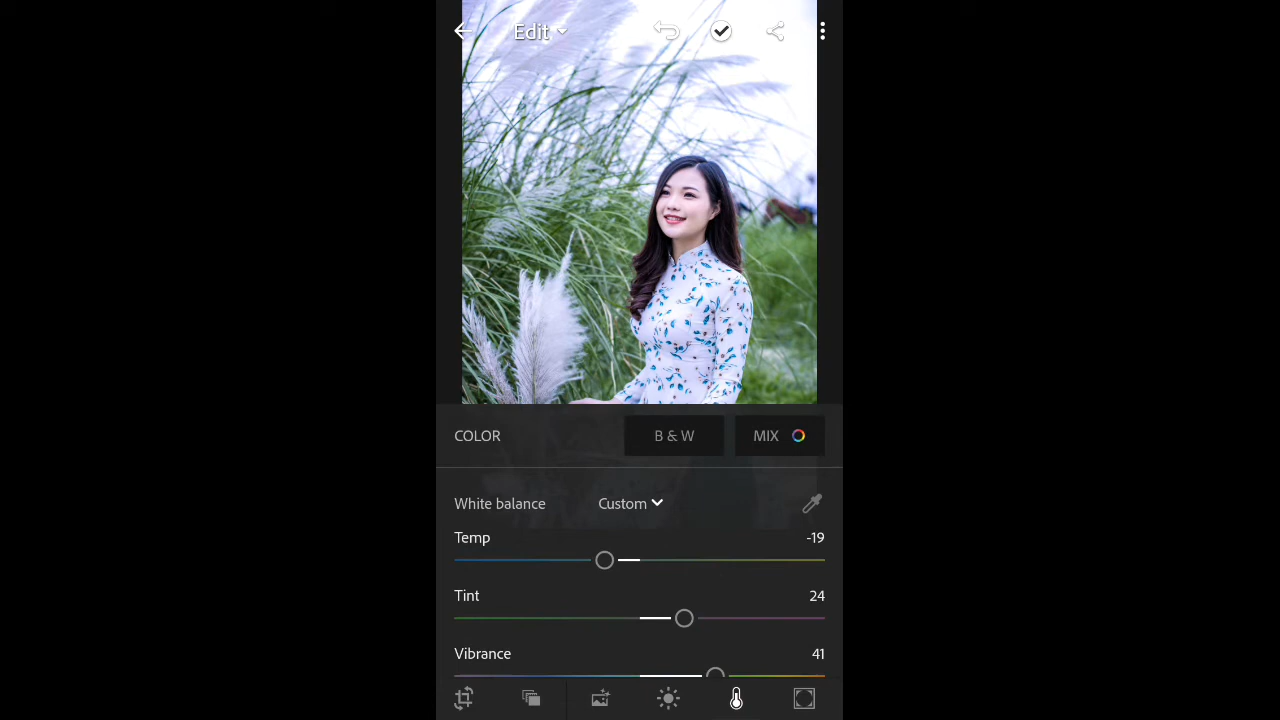 Edit
COLOR B & W MIX
White balance Custom
Temp -19
Tint 24
Vibrance 41